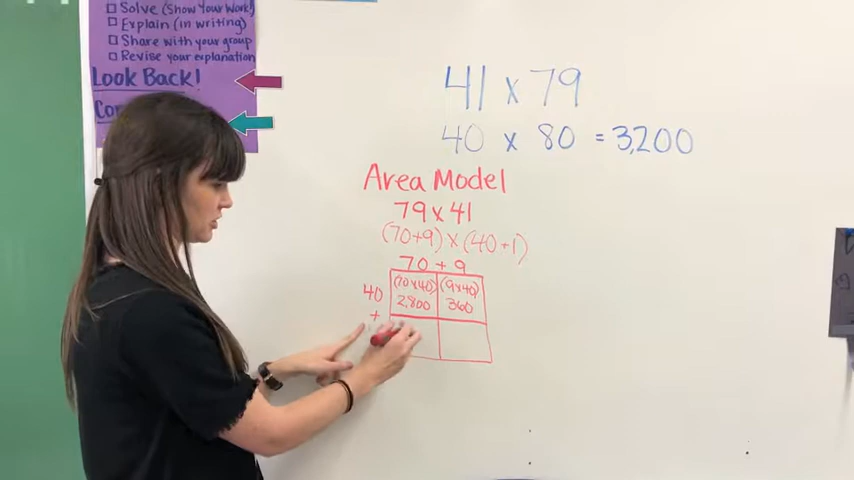 □ Solve (Show your Work!)
□ Explain (in writing)
□ Share with your group
□ Revise your explanation
Look Back!
41 x 79
40 x 80 = 3,200
Area Model
79 x 41
(70+9) x (40+1)
70 + 9
40
(70x40)
2,800
(9x40)
360
+